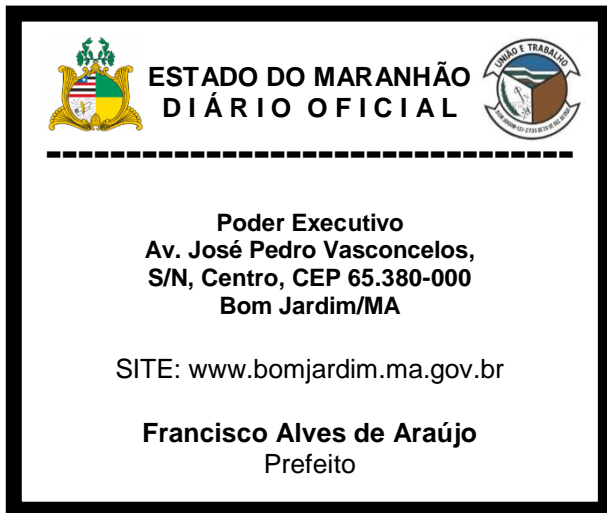 ESTADO DO MARANHÃO
DIÁRIO OFICIAL
UNIÃO E TRABALHO
Poder Executivo
Av. José Pedro Vasconcelos,
S/N, Centro, CEP 65.380-000
Bom Jardim/MA
SITE: www.bomjardim.ma.gov.br
Francisco Alves de Araújo
Prefeito